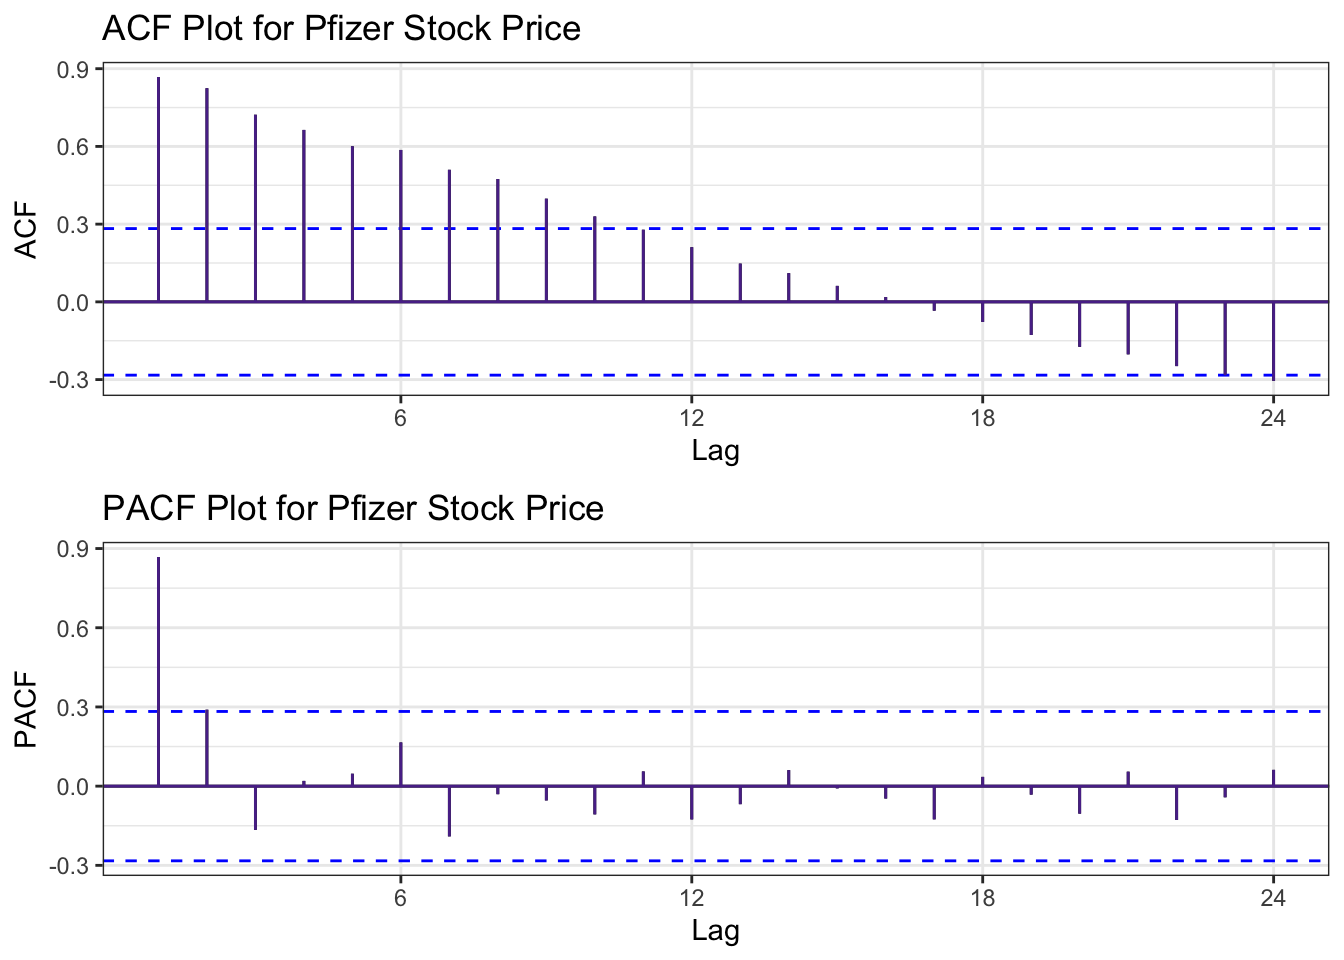 ACF Plot for Pfizer Stock Price
0.9
0.6
0.3
0.0
-0.3
ACF
6 12 18 24
Lag
PACF Plot for Pfizer Stock Price
0.9
0.6
0.3
0.0
-0.3
PACF
6 12 18 24
Lag